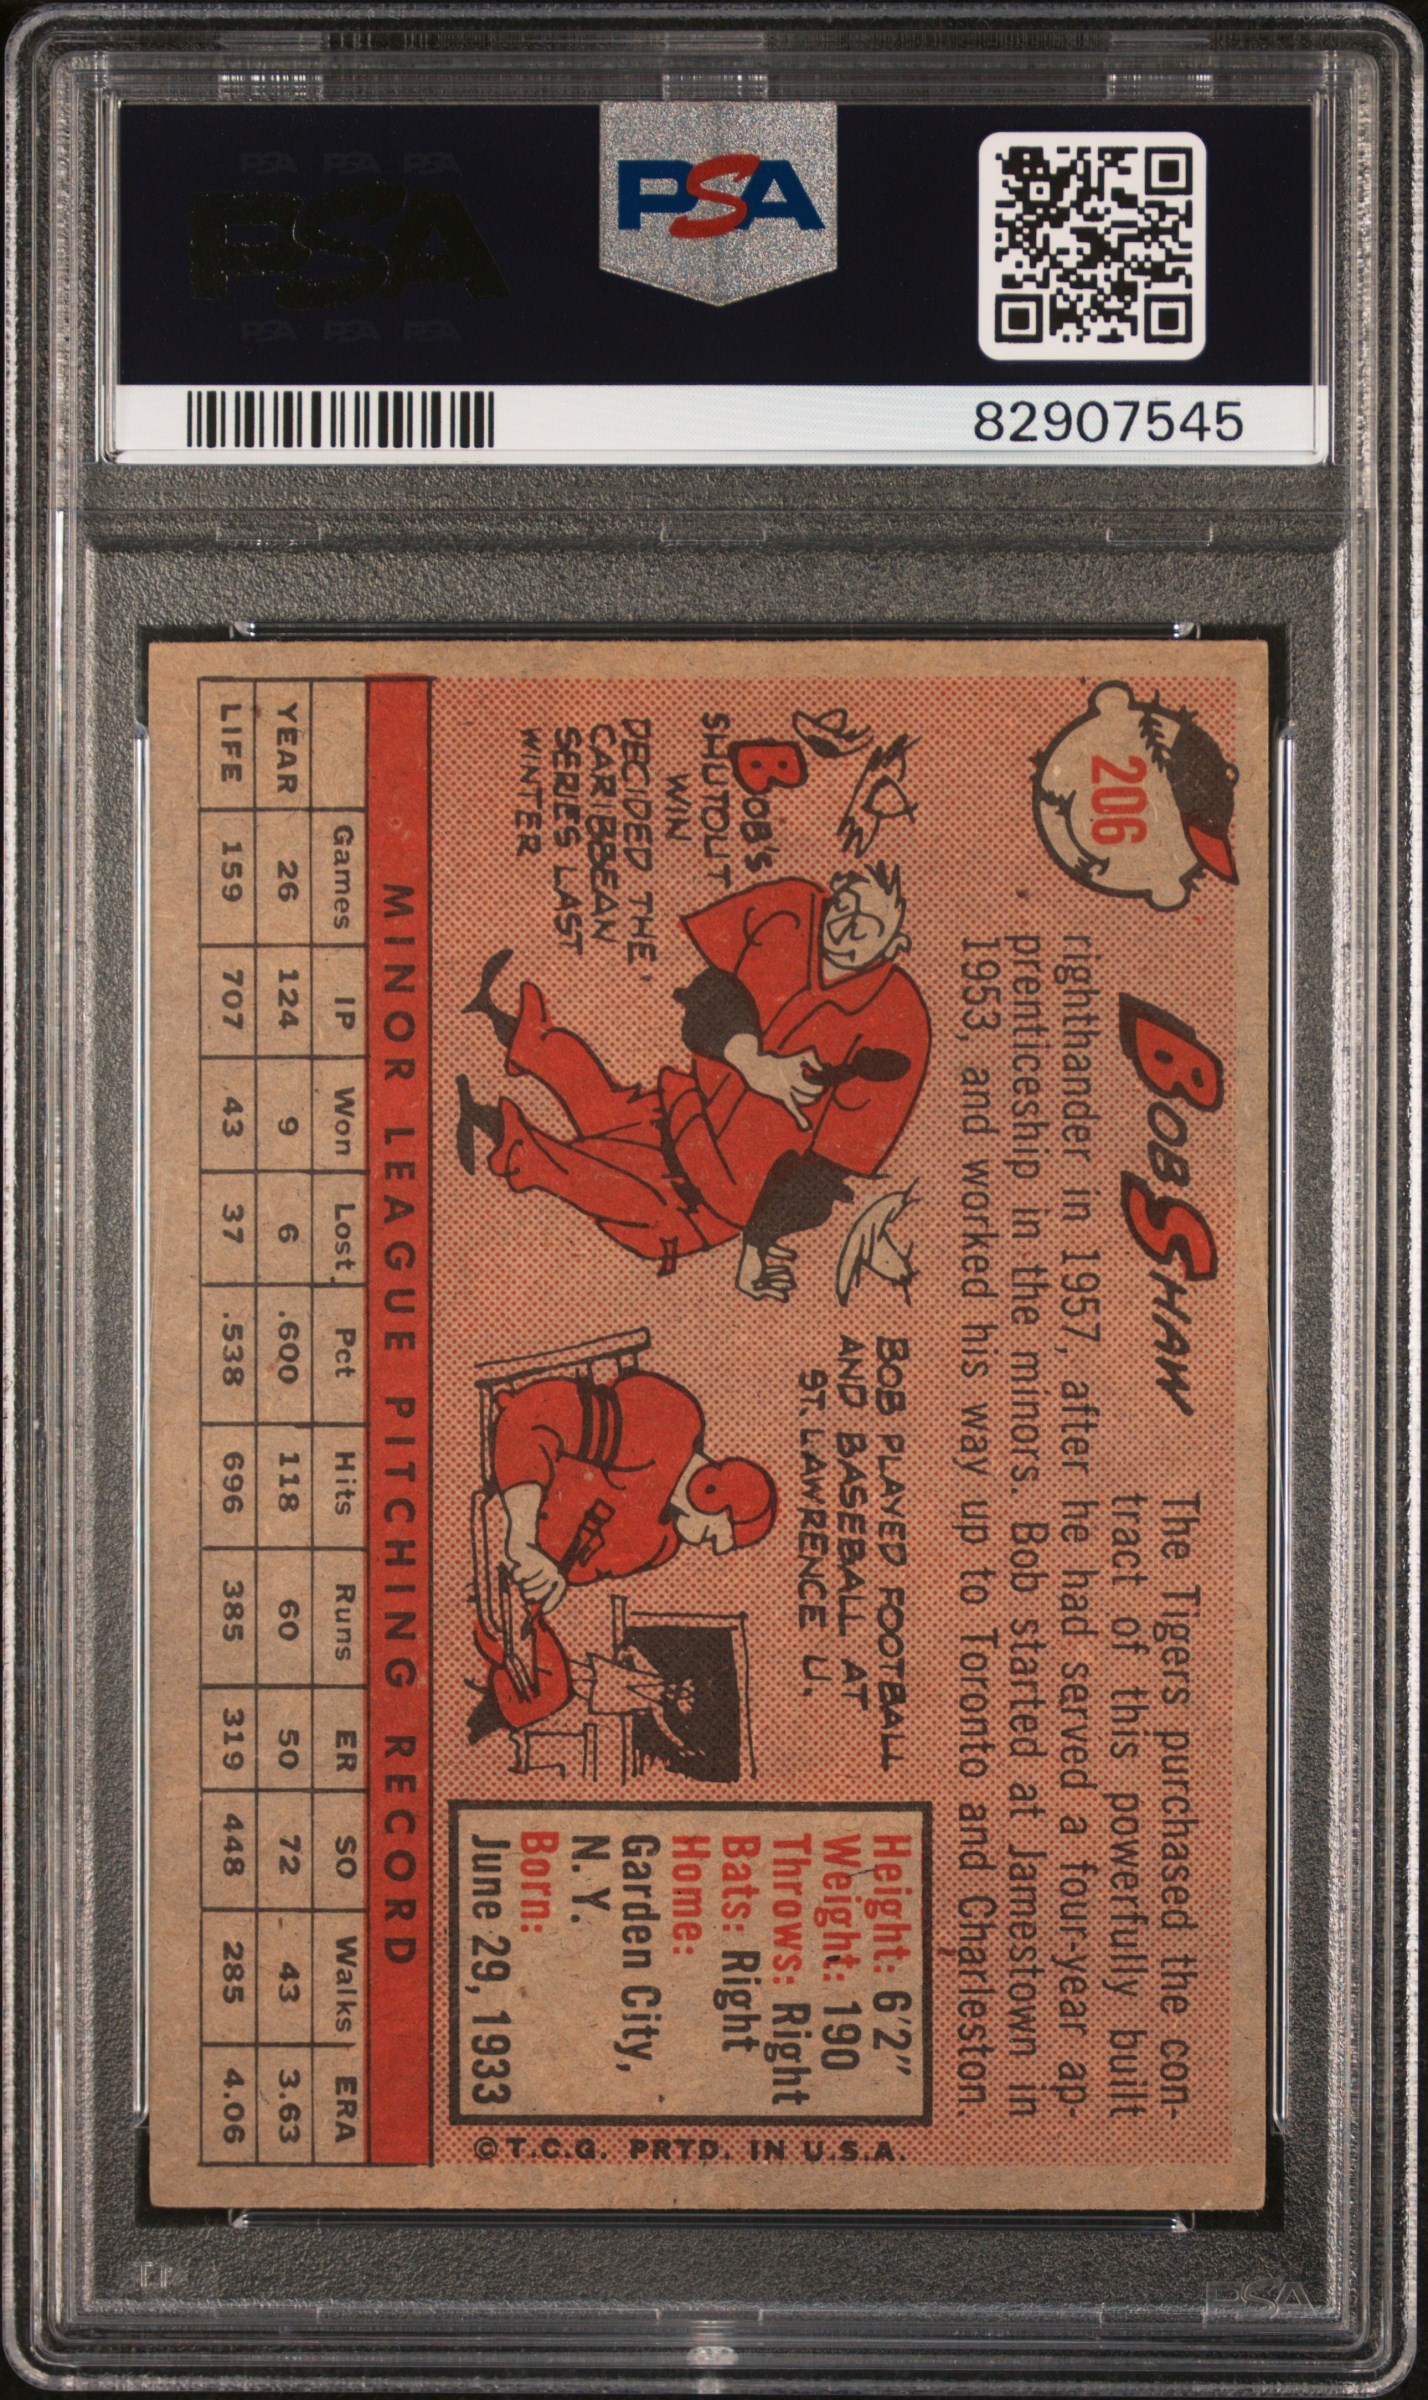 PSA PSA PSA
PSA
PSA PSA PSA
PSA
82907545
206
BOB SHAW
The Tigers purchased the con-
tract of this powerfully built
righthander in 1957, after he had served a four-year ap-
prenticeship in the minors. Bob started at Jamestown in
1953, and worked his way up to Toronto and Charleston.
BOB'S
SHUTOUT
WIN
DECIDED THE
CARIBBEAN
SERIES LAST
WINTER
BOB PLAYED FOOTBALL
AND BASEBALL AT
ST. LAWRENCE U.
Height: 6'2"
Weight: 190
Throws: Right
Bats: Right
Home:
Garden City,
N. Y.
Born:
June 29, 1933
© T.C.G. PRTD. IN U.S.A.
MINOR LEAGUE PITCHING RECORD
Games IP Won Lost Pct Hits Runs ER SO Walks ERA
YEAR 26 124 9 6 .600 118 60 50 72 43 3.63
LIFE 159 707 43 37 .538 696 385 319 448 285 4.06
PSA